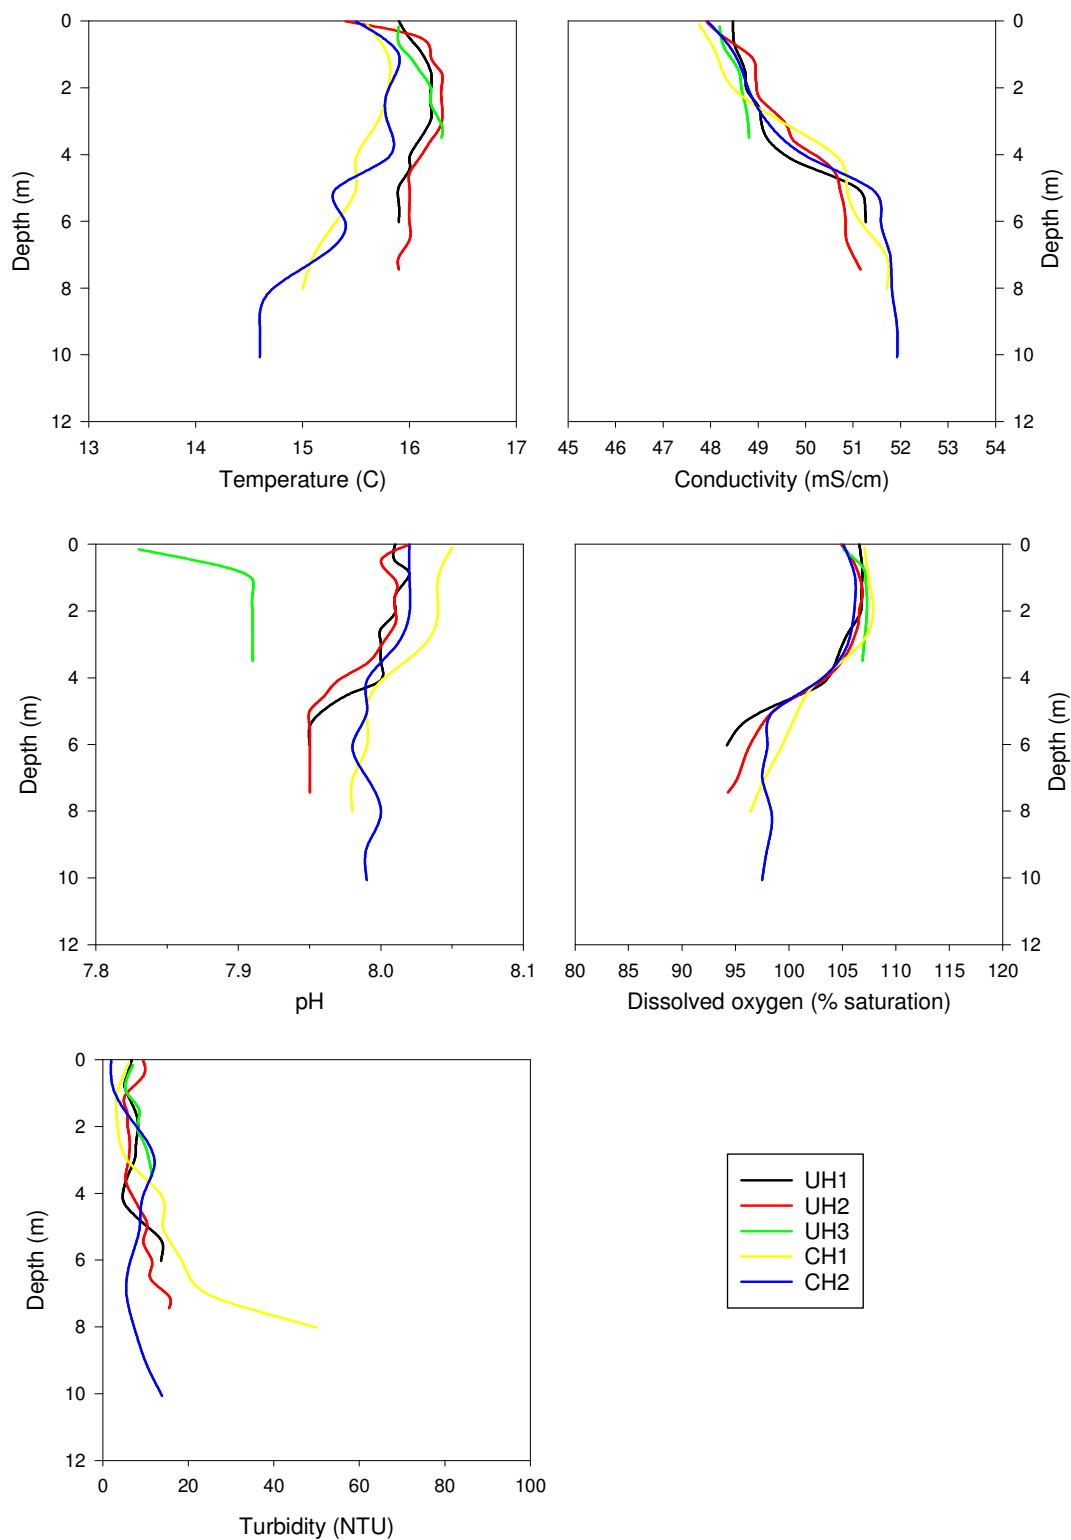 0
2
4
6
8
10
12
Depth (m)
13 14 15 16 17
Temperature (C)
0
2
4
6
8
10
12
Depth (m)
45 46 47 48 49 50 51 52 53 54
Conductivity (mS/cm)
0
2
4
6
8
10
12
Depth (m)
7.8 7.9 8.0 8.1
pH
0
2
4
6
8
10
12
Depth (m)
80 85 90 95 100 105 110 115 120
Dissolved oxygen (% saturation)
0
2
4
6
8
10
12
Depth (m)
0 20 40 60 80 100
Turbidity (NTU)
UH1
UH2
UH3
CH1
CH2